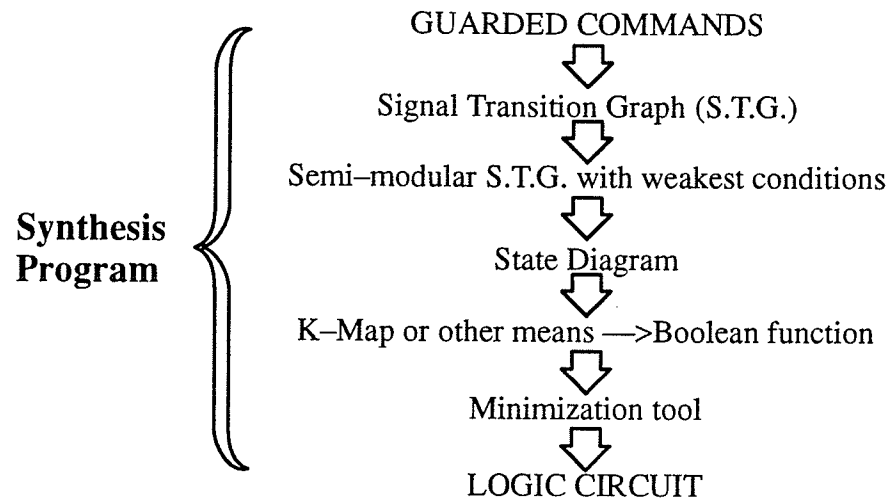 GUARDED COMMANDS
Signal Transition Graph (S.T.G.)
Semi–modular S.T.G. with weakest conditions
Synthesis
Program
State Diagram
K–Map or other means —>Boolean function
Minimization tool
LOGIC CIRCUIT